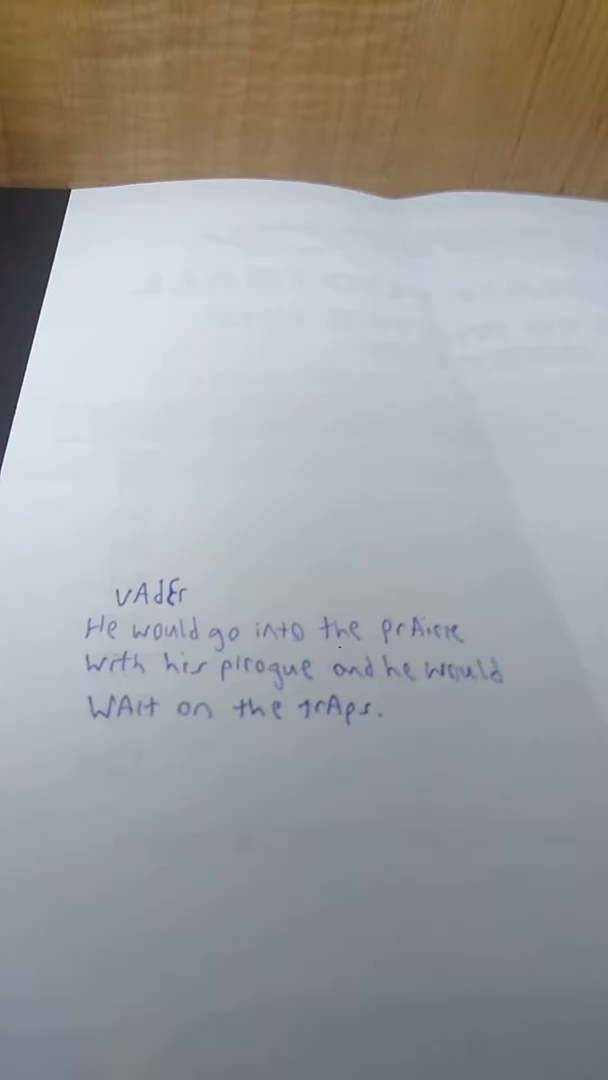 VAdEr
He would go into the prAirie
with his pirogue and he would
WAIt on the trAps.